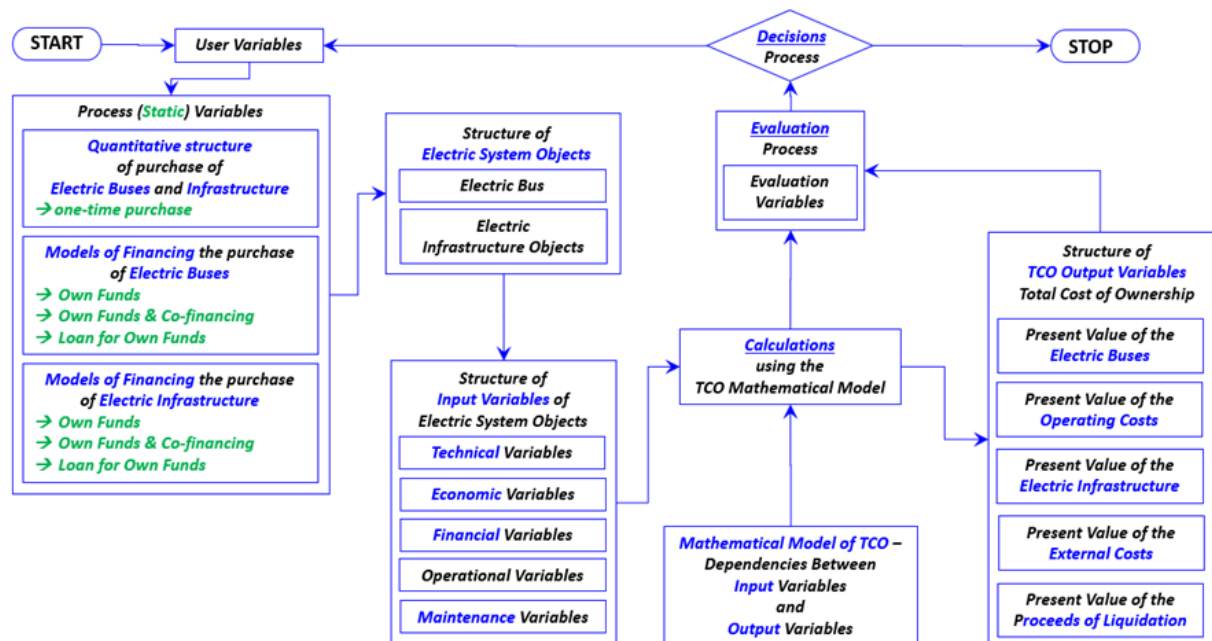 START
User Variables
Decisions
Process
STOP
Process (Static) Variables
Quantitative structure
of purchase of
Electric Buses and Infrastructure
→ one-time purchase
Models of Financing the purchase
of Electric Buses
→ Own Funds
→ Own Funds & Co-financing
→ Loan for Own Funds
Models of Financing the purchase
of Electric Infrastructure
→ Own Funds
→ Own Funds & Co-financing
→ Loan for Own Funds
Structure of
Electric System Objects
Electric Bus
Electric
Infrastructure Objects
Structure of
Input Variables of
Electric System Objects
Technical Variables
Economic Variables
Financial Variables
Operational Variables
Maintenance Variables
Evaluation
Process
Evaluation
Variables
Calculations
using the
TCO Mathematical Model
Mathematical Model of TCO –
Dependencies Between
Input Variables
and
Output Variables
Structure of
TCO Output Variables
Total Cost of Ownership
Present Value of the
Electric Buses
Present Value of the
Operating Costs
Present Value of the
Electric Infrastructure
Present Value of the
External Costs
Present Value of the
Proceeds of Liquidation